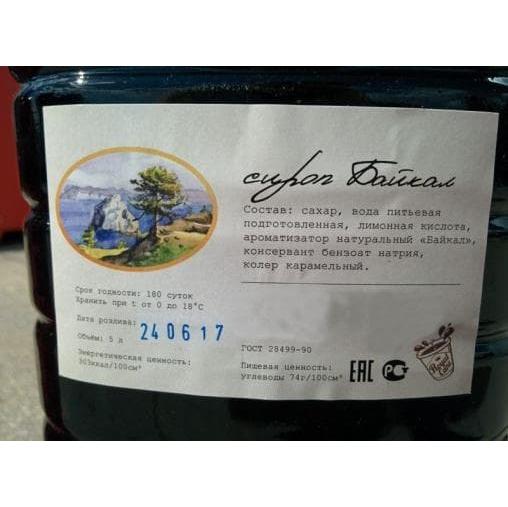 сироп Байкал
Состав: сахар, вода питьевая
подготовленная, лимонная кислота,
ароматизатор натуральный «Байкал»,
консервант бензоат натрия,
колер карамельный.
Срок годности: 180 суток
Хранить при t от 0 до 18°С
Дата розлива: 240617
Объём: 5 л
Энергетическая ценность:
303ккал/100см³
ГОСТ 28499-90
Пищевая ценность:
углеводы 74г/100см³
ЕАС